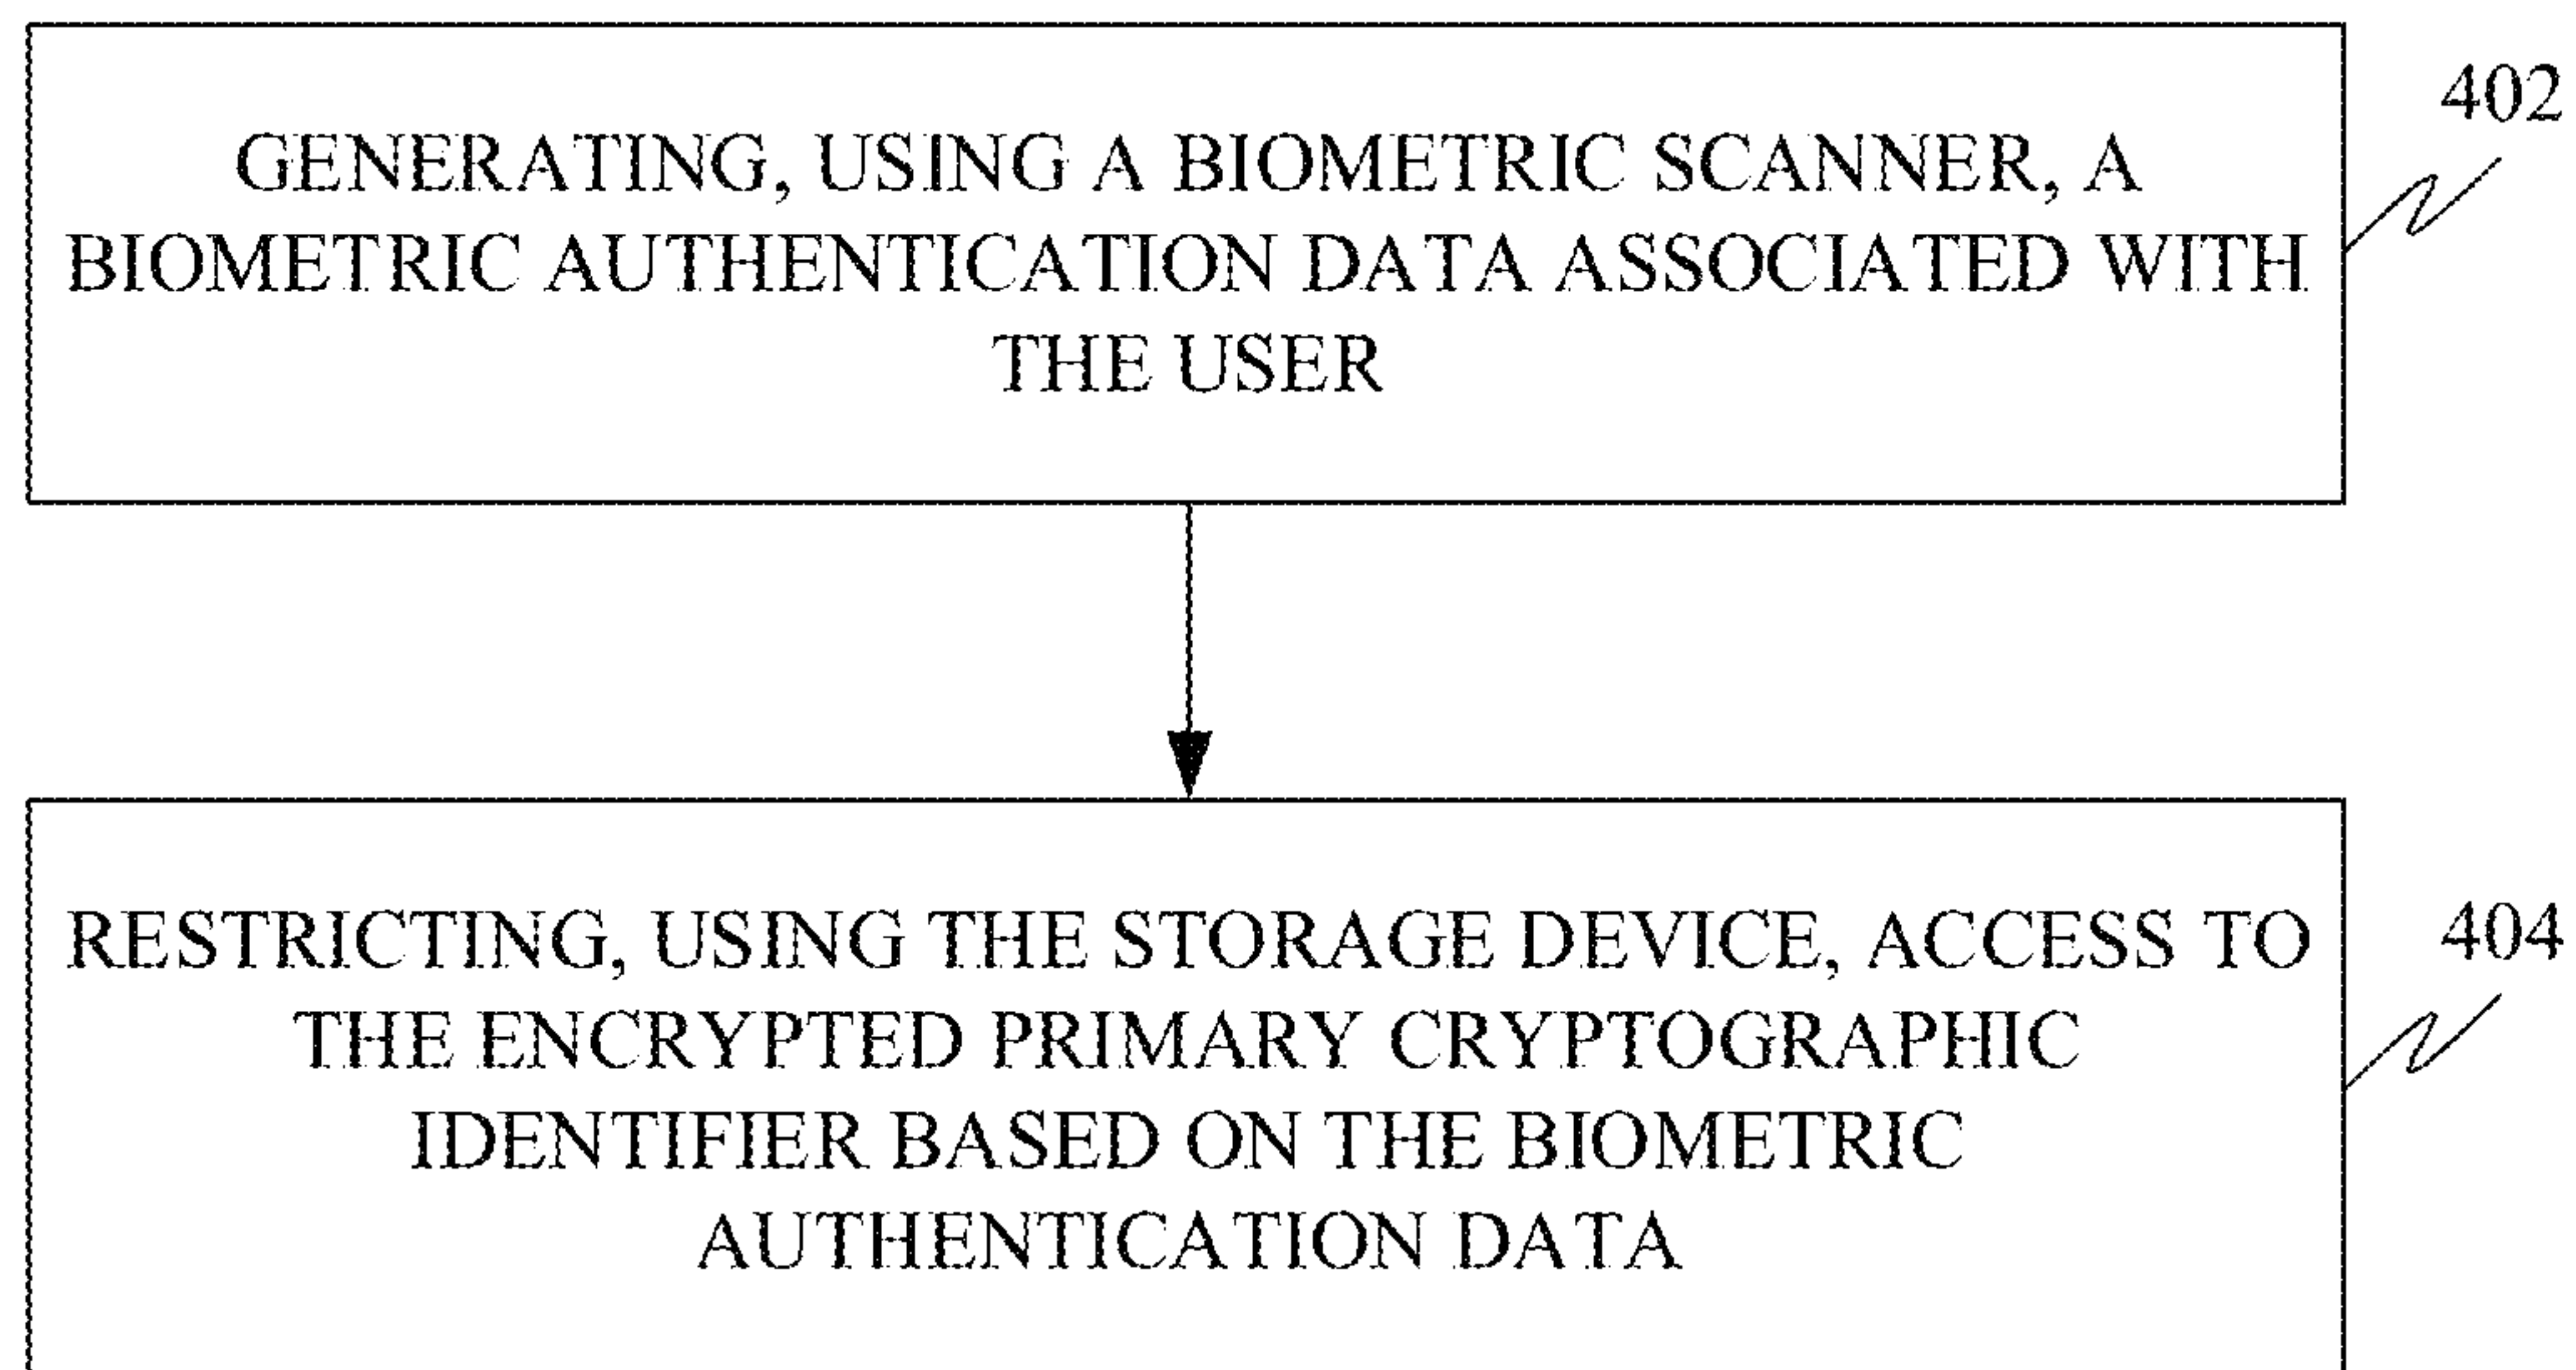 GENERATING, USING A BIOMETRIC SCANNER, A
BIOMETRIC AUTHENTICATION DATA ASSOCIATED WITH
THE USER
402
RESTRICTING, USING THE STORAGE DEVICE, ACCESS TO
THE ENCRYPTED PRIMARY CRYPTOGRAPHIC
IDENTIFIER BASED ON THE BIOMETRIC
AUTHENTICATION DATA
404